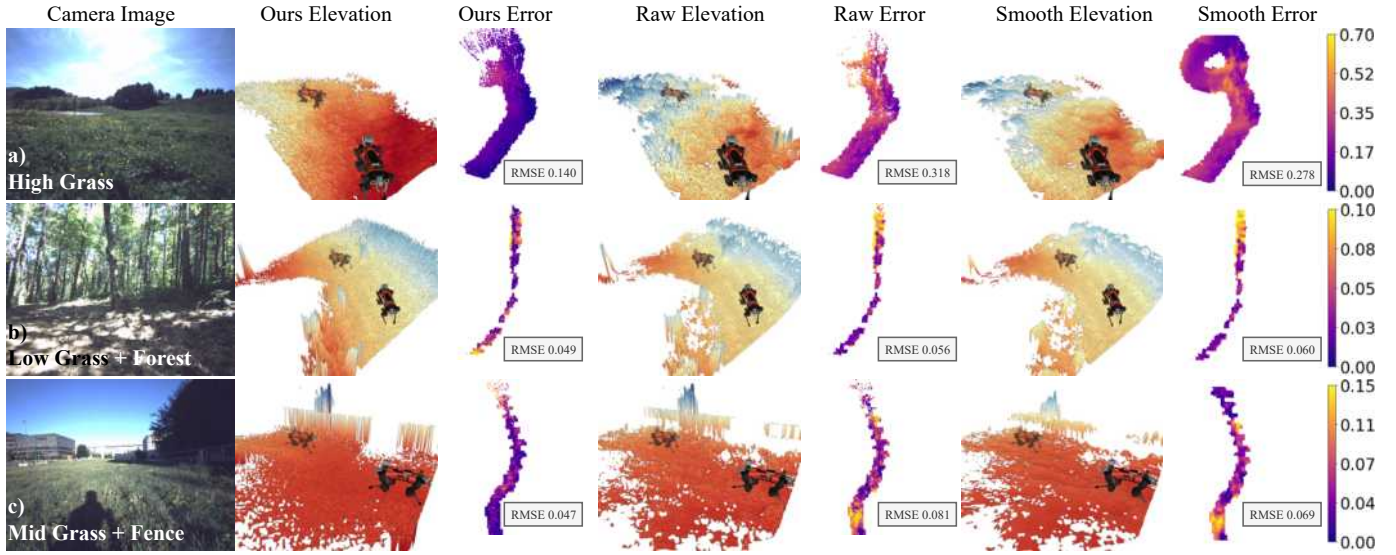 Camera Image
Ours Elevation
Ours Error
Raw Elevation
Raw Error
Smooth Elevation
Smooth Error
a)
High Grass
RMSE 0.140
RMSE 0.318
RMSE 0.278
0.70
0.52
0.35
0.17
0.00
b)
Low Grass + Forest
RMSE 0.049
RMSE 0.056
RMSE 0.060
0.10
0.08
0.05
0.03
0.00
c)
Mid Grass + Fence
RMSE 0.047
RMSE 0.081
RMSE 0.069
0.15
0.11
0.07
0.04
0.00